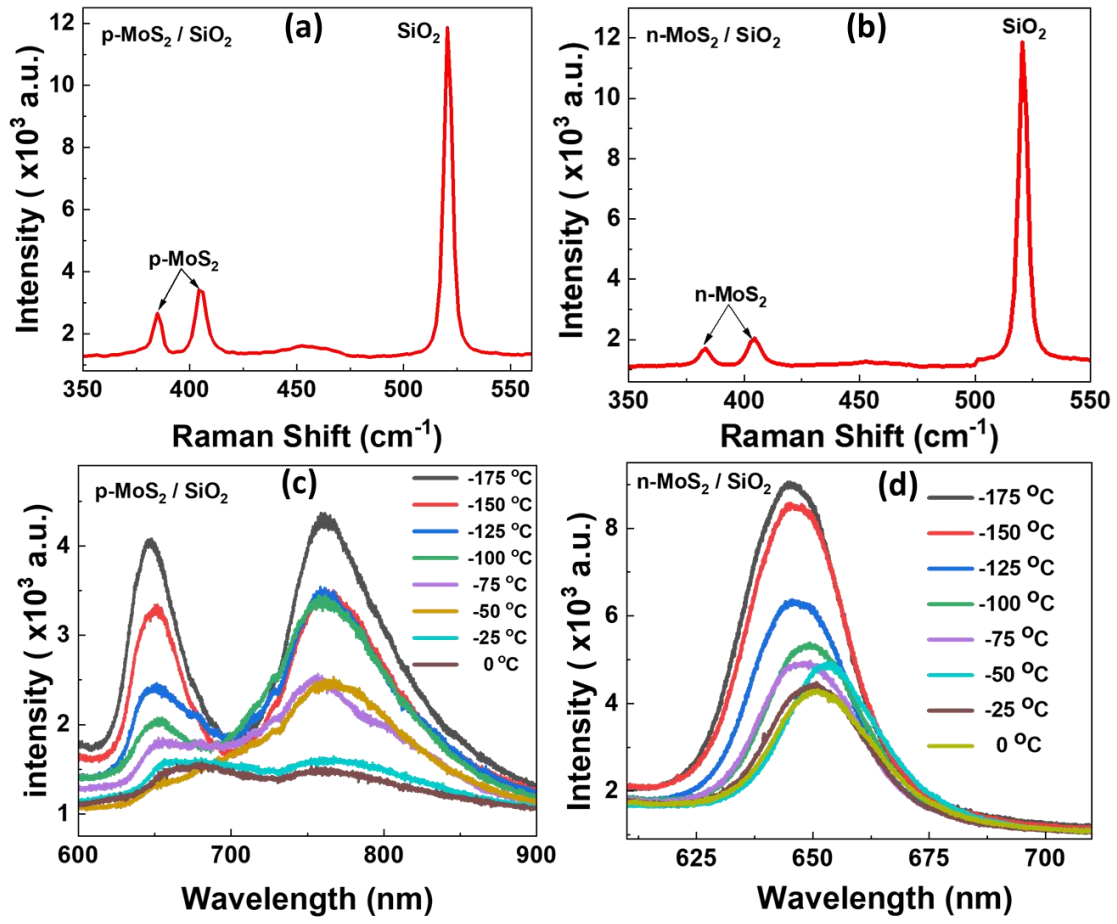 p-MoS₂ / SiO₂
(a)
SiO₂
p-MoS₂
12
10
8
6
4
2
350
400
450
500
550
Intensity ( x10³ a.u.)
Raman Shift (cm⁻¹)
n-MoS₂ / SiO₂
(b)
SiO₂
n-MoS₂
12
10
8
6
4
2
350
400
450
500
550
Intensity ( x10³ a.u.)
Raman Shift (cm⁻¹)
p-MoS₂ / SiO₂
(c)
-175 °C
-150 °C
-125 °C
-100 °C
-75 °C
-50 °C
-25 °C
0 °C
4
3
2
1
600
700
800
900
intensity ( x10³ a.u.)
Wavelength (nm)
n-MoS₂ / SiO₂
(d)
-175 °C
-150 °C
-125 °C
-100 °C
-75 °C
-50 °C
-25 °C
0 °C
8
6
4
2
625
650
675
700
Intensity ( x10³ a.u.)
Wavelength (nm)